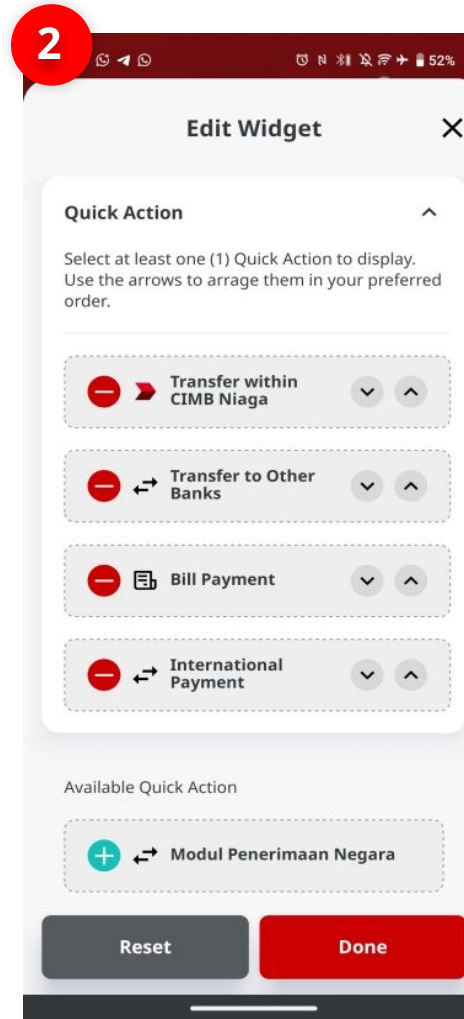 2
52%
Edit Widget
Quick Action
Select at least one (1) Quick Action to display.
Use the arrows to arrage them in your preferred
order.
Transfer within
CIMB Niaga
Transfer to Other
Banks
Bill Payment
International
Payment
Available Quick Action
Modul Penerimaan Negara
Reset
Done